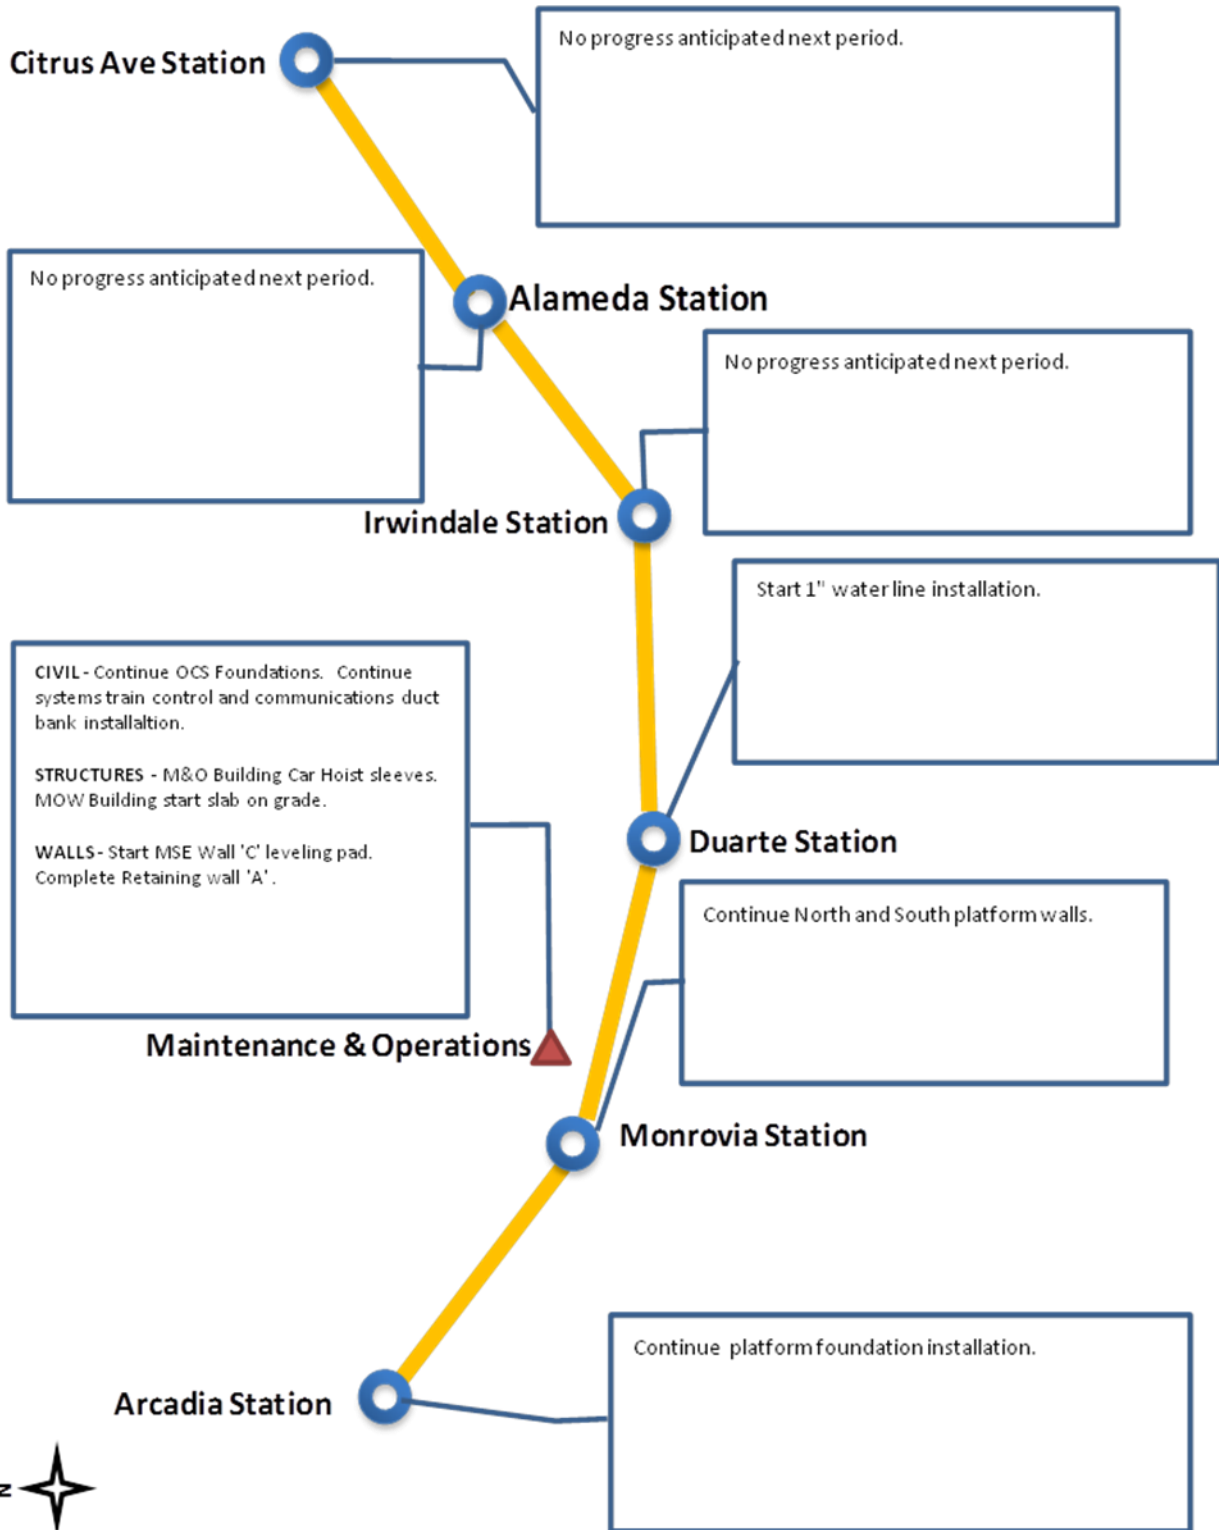 No progress anticipated next period.
Citrus Ave Station
No progress anticipated next period.
Alameda Station
No progress anticipated next period.
Irwindale Station
Start 1" water line installation.
CIVIL - Continue OCS Foundations. Continue
systems train control and communications duct
bank installaltion.
STRUCTURES - M&O Building Car Hoist sleeves.
MOW Building start slab on grade.
WALLS - Start MSE Wall 'C' leveling pad.
Complete Retaining wall 'A'.
Duarte Station
Continue North and South platform walls.
Maintenance & Operations
Monrovia Station
Continue platform foundation installation.
Arcadia Station
N